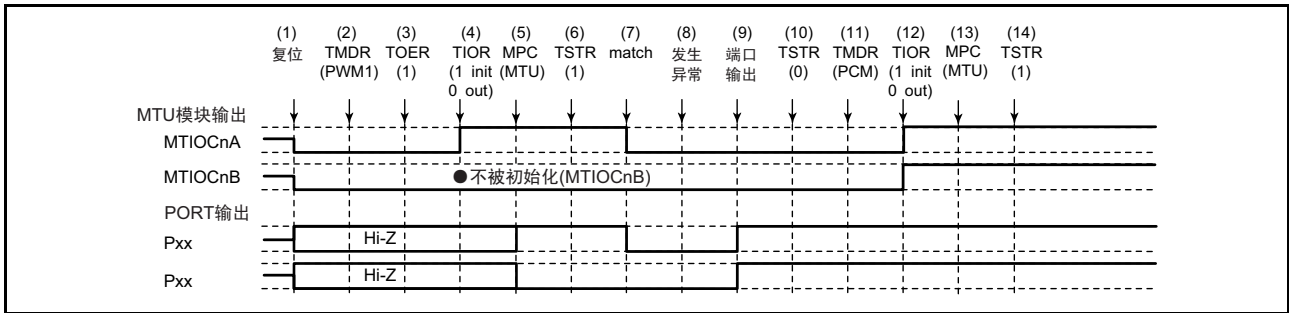 (1) (2) (3) (4) (5) (6) (7) (8) (9) (10) (11) (12) (13) (14)
复位 TMDR TOER TIOR MPC TSTR match 发生 端口 TSTR TMDR TIOR MPC TSTR
(PWM1) (1) (1 init (MTU) (1) 异常 输出 (0) (PCM) (1 init (MTU) (1)
0 out) 0 out)
MTU模块输出
MTIOCnA
MTIOCnB ●不被初始化(MTIOCnB)
PORT输出
Pxx Hi-Z
Pxx Hi-Z